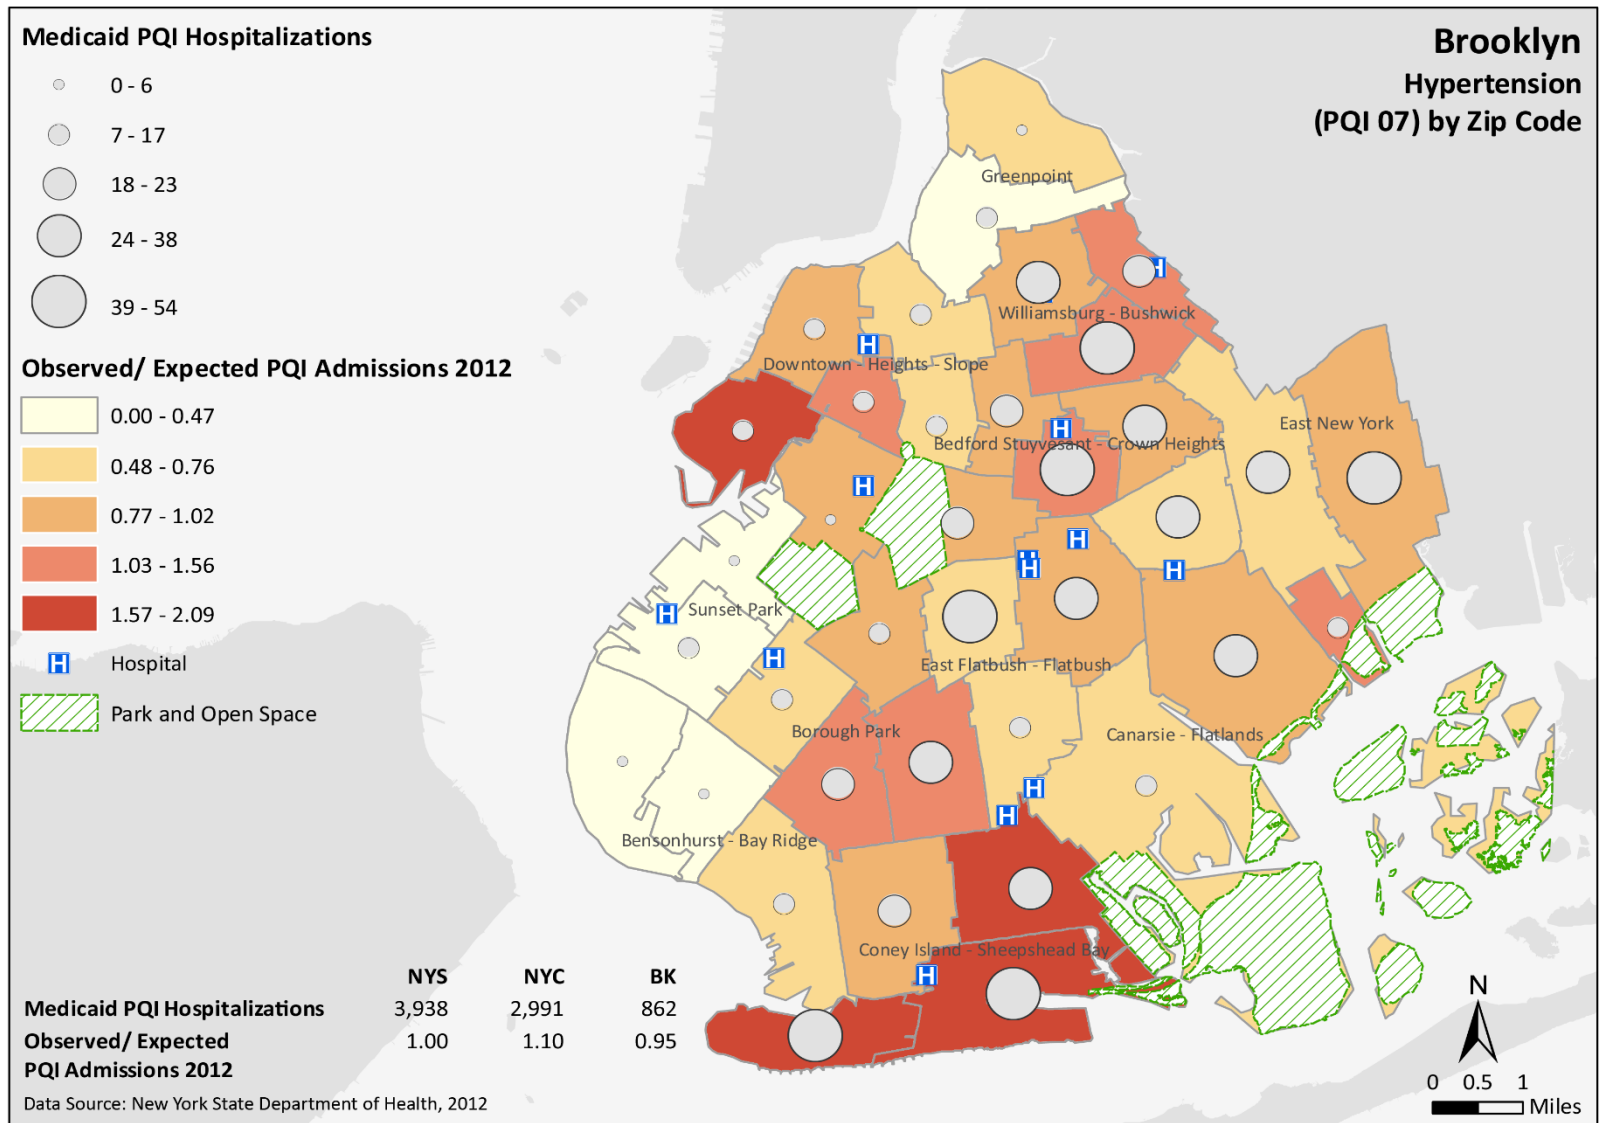 Medicaid PQI Hospitalizations
0 - 6
7 - 17
18 - 23
24 - 38
39 - 54
Observed/ Expected PQI Admissions 2012
0.00 - 0.47
0.48 - 0.76
0.77 - 1.02
1.03 - 1.56
1.57 - 2.09
H Hospital
Park and Open Space
Brooklyn
Hypertension
(PQI 07) by Zip Code
Greenpoint
H
Williamsburg - Bushwick
H
Downtown - Heights - Slope
East New York
H
Bedford Stuyvesant - Crown Heights
H
H
H
H
H
Sunset Park
H
H
East Flatbush - Flatbush
Borough Park
Canarsie - Flatlands
H
H
Bensonhurst - Bay Ridge
Coney Island - Sheepshead Bay
H
NYS NYC BK
Medicaid PQI Hospitalizations 3,938 2,991 862
Observed/ Expected 1.00 1.10 0.95
PQI Admissions 2012
Data Source: New York State Department of Health, 2012
N
0 0.5 1
Miles